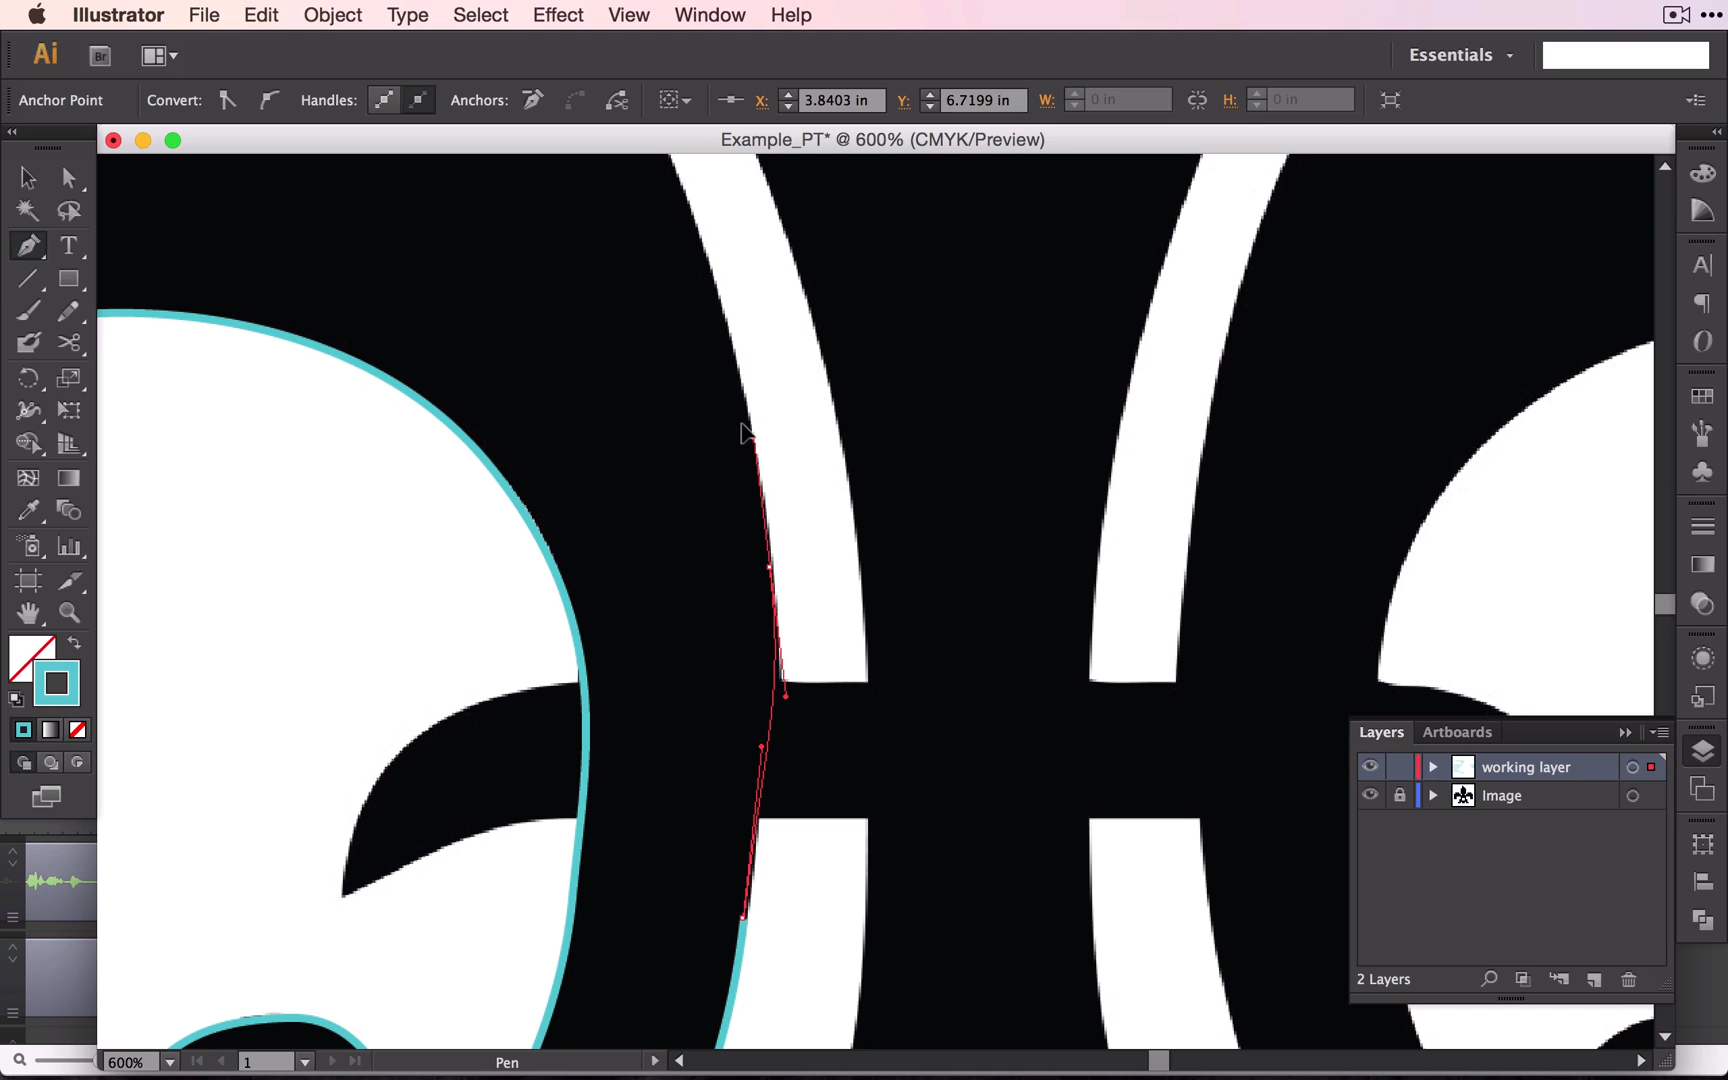 Illustrator File Edit Object Type Select Effect View Window Help
Ai Br Essentials
Anchor Point Convert: Handles: Anchors: X: 3.8403 in Y: 6.7199 in W: 0 in H: 0 in
Example_PT* @ 600% (CMYK/Preview)
Layers Artboards
working layer
Image
2 Layers
600% 1 Pen